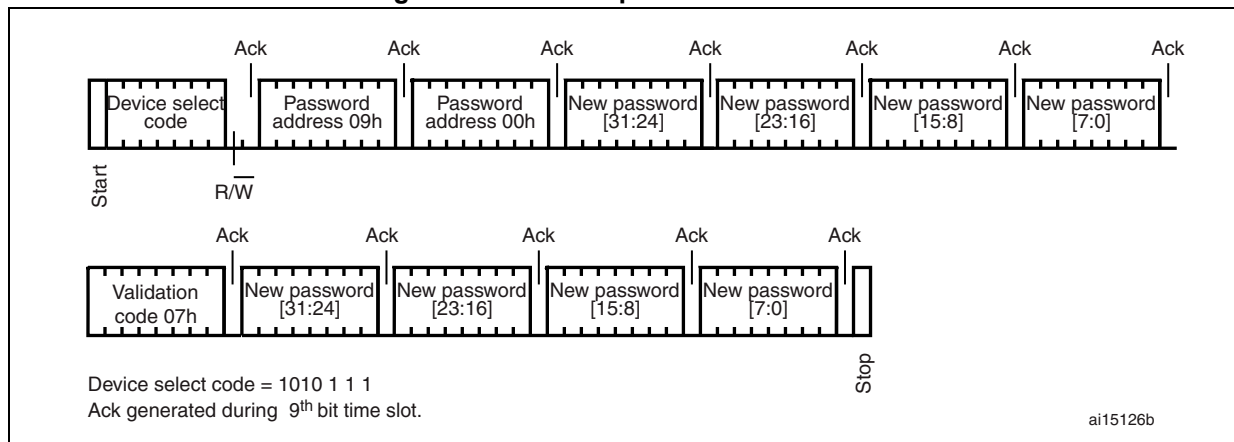 Ack Ack Ack Ack Ack Ack Ack
Device select code
Password address 09h
Password address 00h
New password [31:24]
New password [23:16]
New password [15:8]
New password [7:0]
Start
R/W̅
Ack Ack Ack Ack Ack
Validation code 07h
New password [31:24]
New password [23:16]
New password [15:8]
New password [7:0]
Stop
Device select code = 1010 1 1 1
Ack generated during 9th bit time slot.
ai15126b